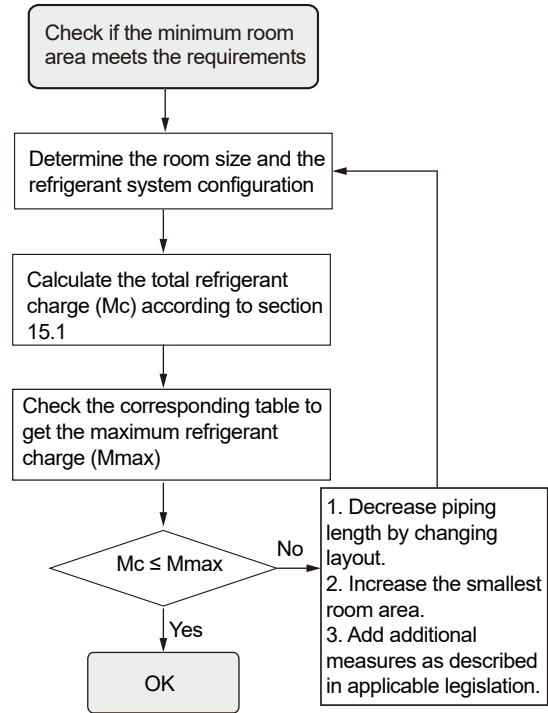 Check if the minimum room
area meets the requirements
Determine the room size and the
refrigerant system configuration
Calculate the total refrigerant
charge (Mc) according to section
15.1
Check the corresponding table to
get the maximum refrigerant
charge (Mmax)
Mc ≤ Mmax
No
Yes
OK
1. Decrease piping
length by changing
layout.
2. Increase the smallest
room area.
3. Add additional
measures as described
in applicable legislation.